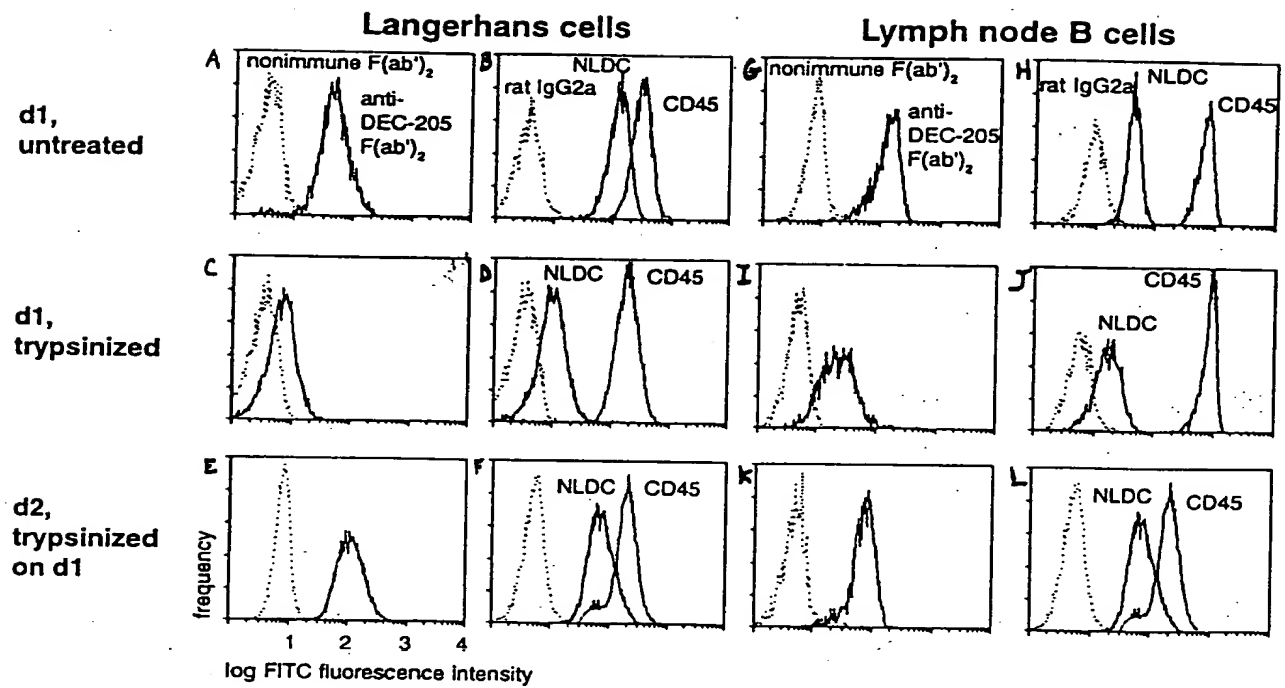 Langerhans cells
Lymph node B cells
d1,
untreated
A
nonimmune F(ab')₂
anti-
DEC-205
F(ab')₂
B
rat IgG2a
NLDC
CD45
G
nonimmune F(ab')₂
anti-
DEC-205
F(ab')₂
H
rat IgG2a
NLDC
CD45
d1,
trypsinized
C
D
NLDC
CD45
I
J
CD45
NLDC
d2,
trypsinized
on d1
E
F
NLDC
CD45
K
L
NLDC
CD45
frequency
1 2 3 4
log FITC fluorescence intensity